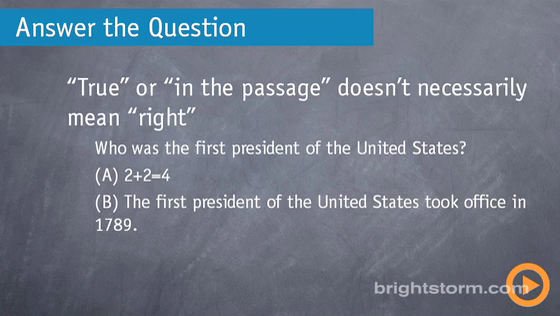 Answer the Question
“True” or “in the passage” doesn’t necessarily
mean “right”
Who was the first president of the United States?
(A) 2+2=4
(B) The first president of the United States took office in
1789.
brightstorm.com